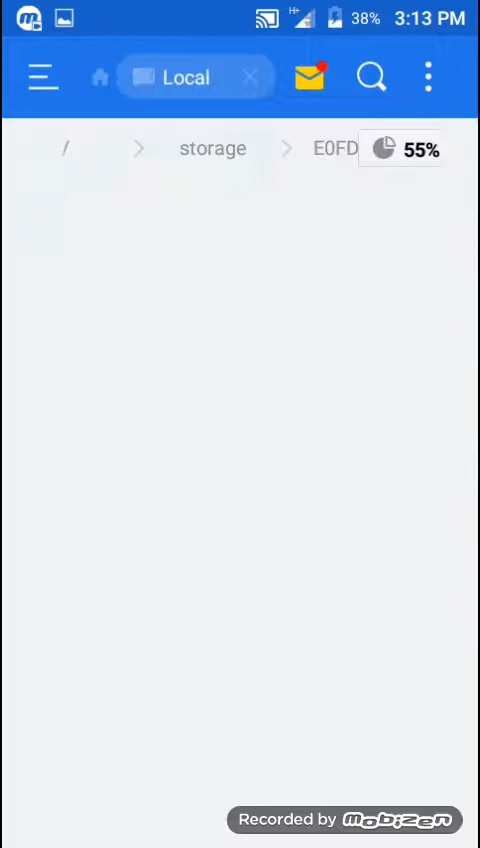 38% 3:13 PM
Local
/ storage E0FD 55%
Recorded by mobizen